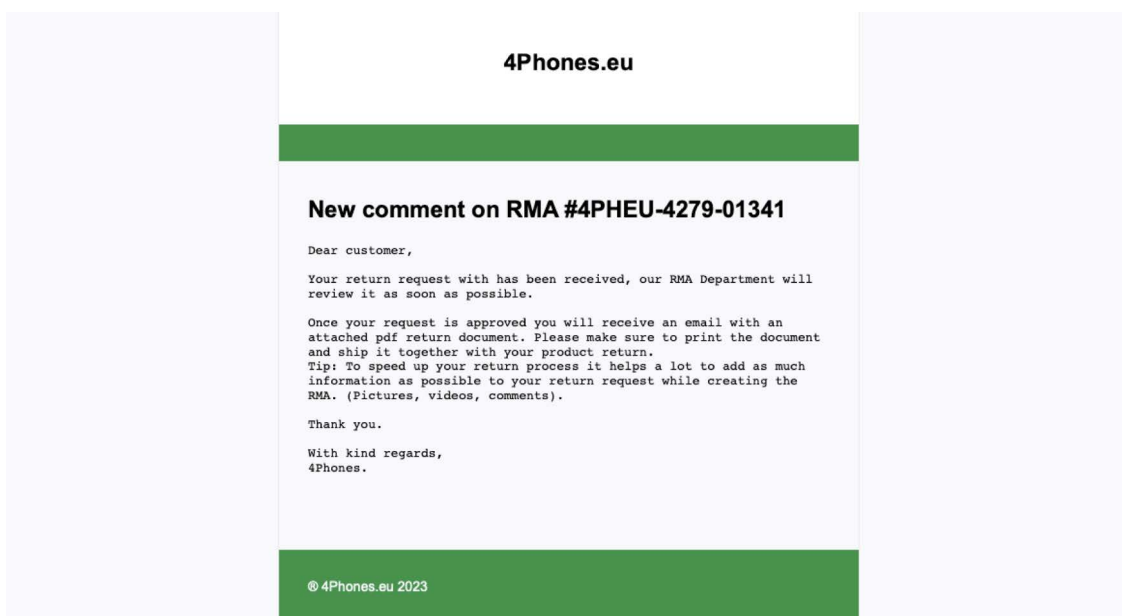 4Phones.eu
New comment on RMA #4PHEU-4279-01341
Dear customer,
Your return request with has been received, our RMA Department will
review it as soon as possible.
Once your request is approved you will receive an email with an
attached pdf return document. Please make sure to print the document
and ship it together with your product return.
Tip: To speed up your return process it helps a lot to add as much
information as possible to your return request while creating the
RMA. (Pictures, videos, comments).
Thank you.
With kind regards,
4Phones.
® 4Phones.eu 2023